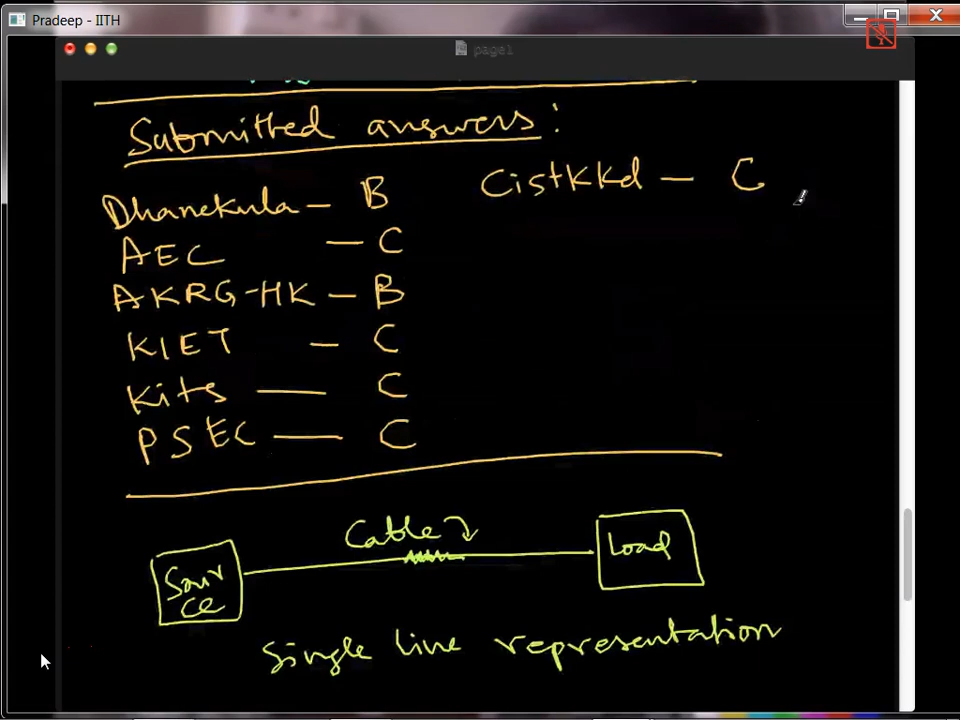 Pradeep - IITH
page1
Submitted answers:
Dhanekula - B
AEC - C
AKRG-HK - B
KIET - C
Kits - C
PSEC - C
CistKKd - C
Cable
Source
Load
Single line representation